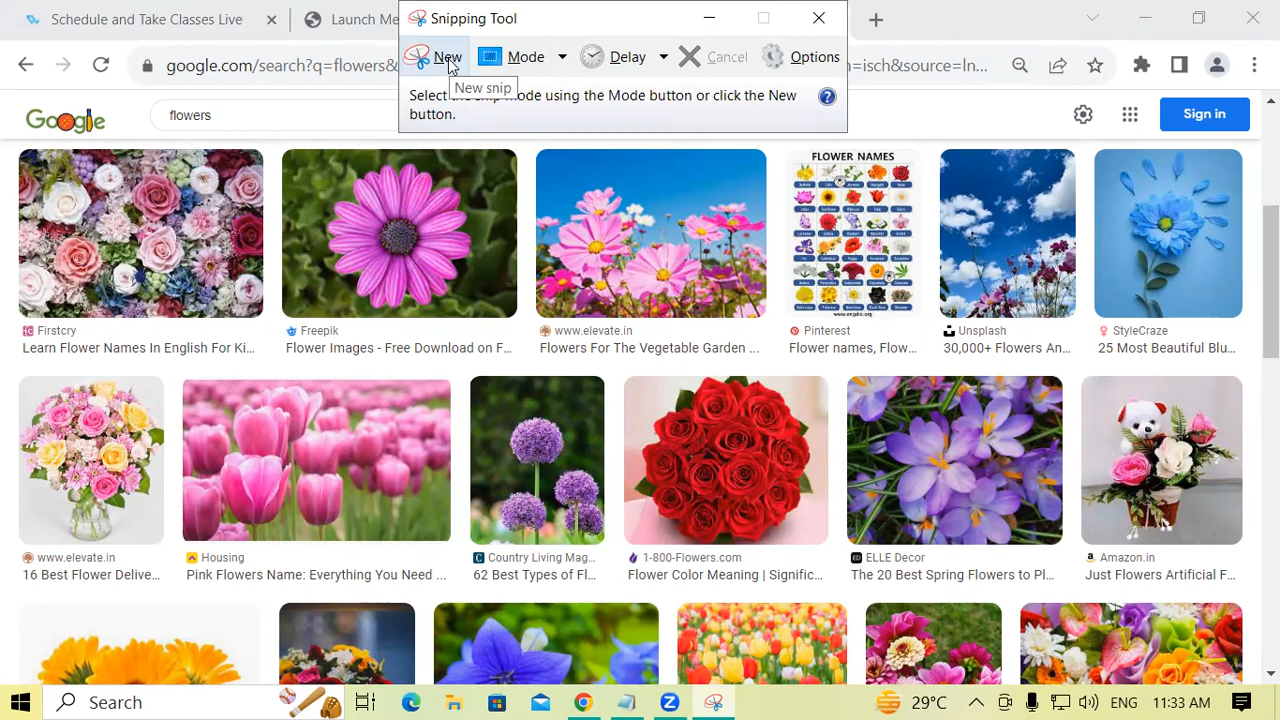 Schedule and Take Classes Live
Launch Me
Snipping Tool
New
Mode
Delay
Cancel
Options
New snip
Select the snip mode using the Mode button or click the New
button.
google.com/search?q=flowers&
=isch&source=ln...
Google
flowers
Sign in
FLOWER NAMES
Firstcry
Learn Flower Names In English For KI...
Freepik
Flower Images - Free Download on F...
www.elevate.in
Flowers For The Vegetable Garden ...
Pinterest
Flower names, Flow...
Unsplash
30,000+ Flowers An...
StyleCraze
25 Most Beautiful Blu...
www.elevate.in
16 Best Flower Delive...
Housing
Pink Flowers Name: Everything You Need ...
Country Living Mag...
62 Best Types of Fl...
1-800-Flowers.com
Flower Color Meaning | Signific...
ELLE Decor
The 20 Best Spring Flowers to Pl...
Amazon.in
Just Flowers Artificial F...
Search
29°C
ENG
11:33 AM